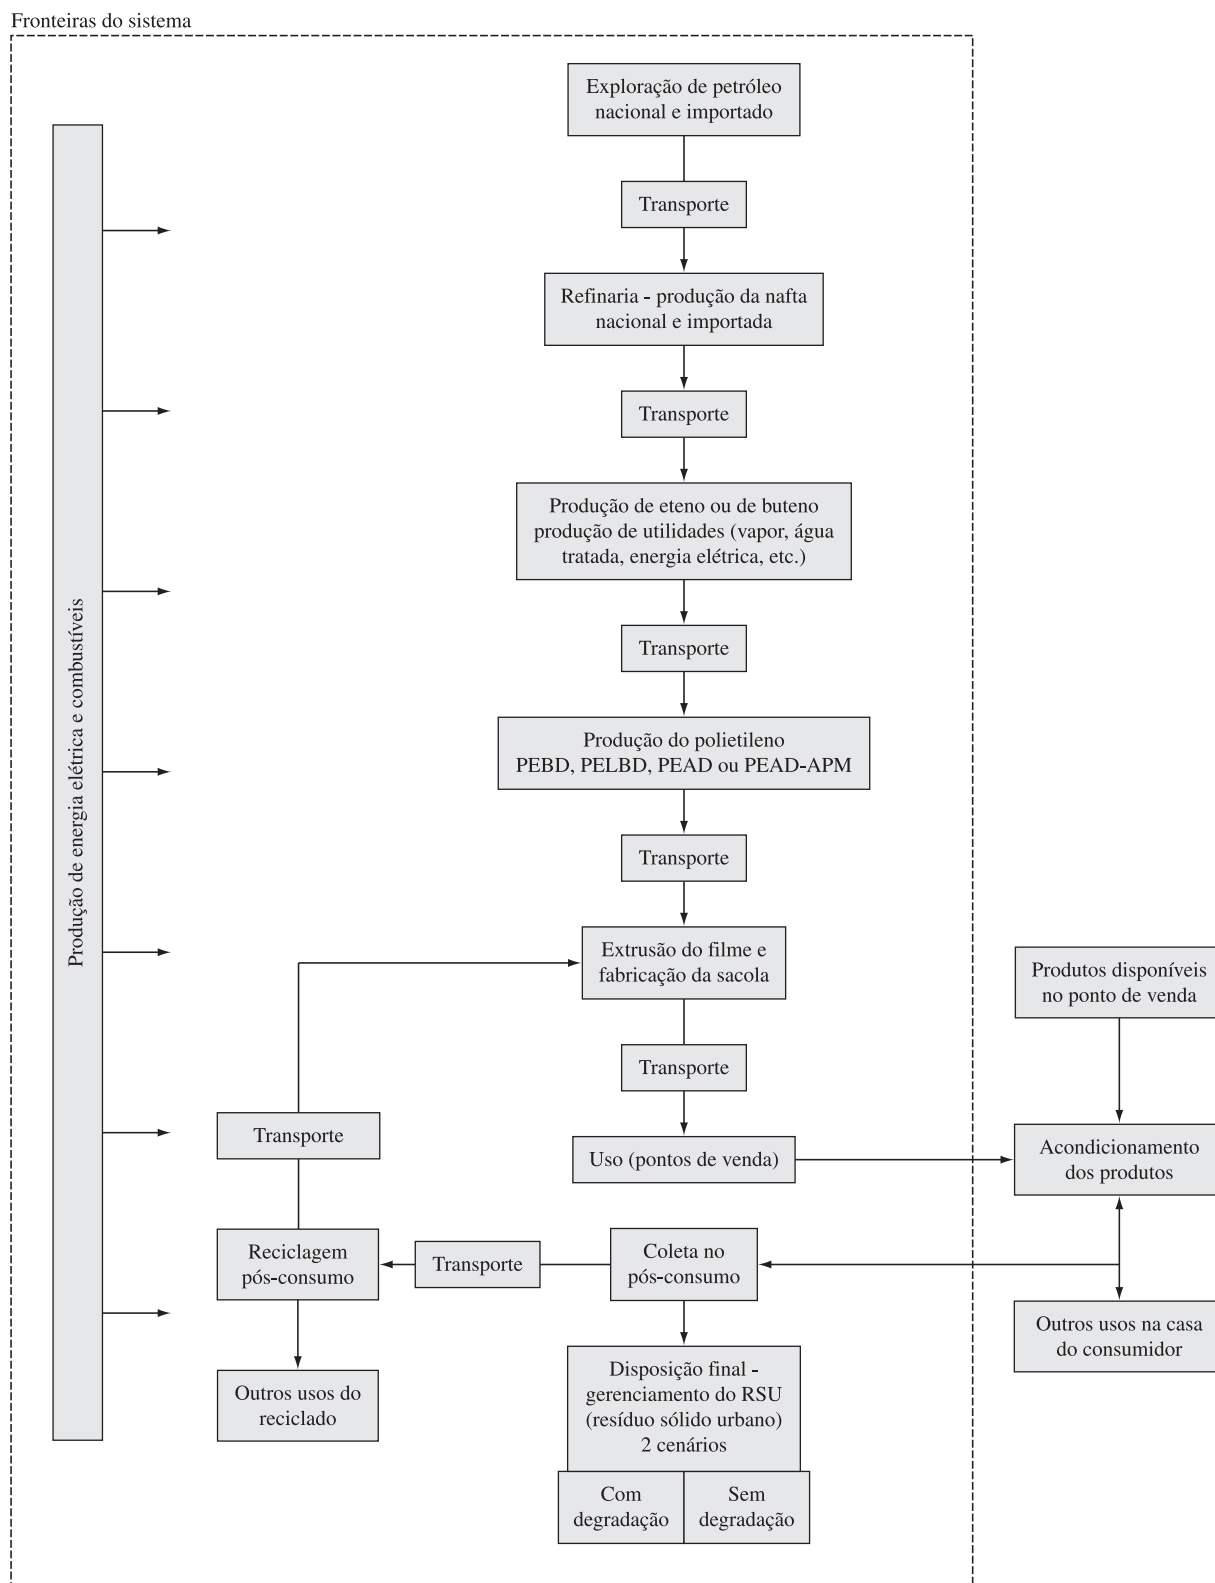 Fronteiras do sistema
Exploração de petróleo
nacional e importado
Transporte
Refinaria - produção da nafta
nacional e importada
Transporte
Produção de eteno ou de buteno
produção de utilidades (vapor, água
tratada, energia elétrica, etc.)
Transporte
Produção do polietileno
PEBD, PELBD, PEAD ou PEAD-APM
Transporte
Produção de energia elétrica e combustíveis
Extrusão do filme e
fabricação da sacola
Produtos disponíveis
no ponto de venda
Transporte
Transporte
Uso (pontos de venda)
Acondicionamento
dos produtos
Reciclagem
pós-consumo
Transporte
Coleta no
pós-consumo
Outros usos na casa
do consumidor
Outros usos do
reciclado
Disposição final -
gerenciamento do RSU
(resíduo sólido urbano)
2 cenários
Com
degradação
Sem
degradação